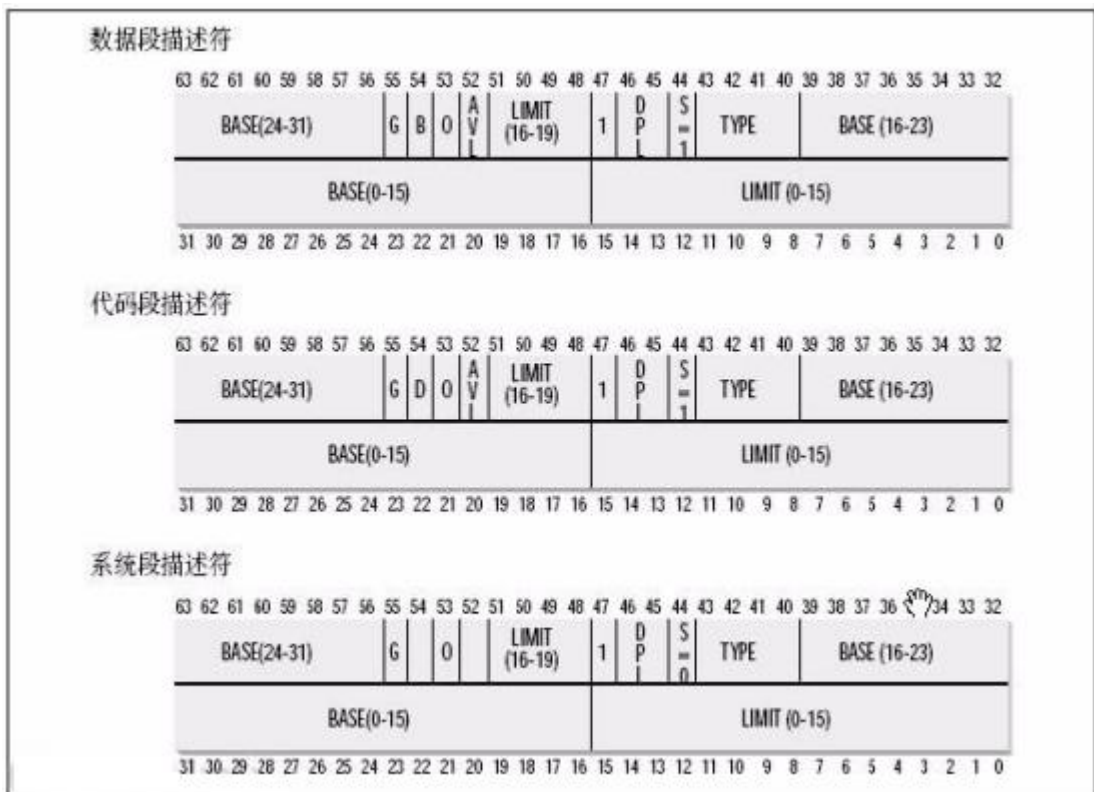 数据段描述符
63 62 61 60 59 58 57 56 55 54 53 52 51 50 49 48 47 46 45 44 43 42 41 40 39 38 37 36 35 34 33 32
BASE(24-31) G B 0 AVL LIMIT (16-19) 1 DPL S=1 TYPE BASE (16-23)
BASE(0-15) LIMIT (0-15)
31 30 29 28 27 26 25 24 23 22 21 20 19 18 17 16 15 14 13 12 11 10 9 8 7 6 5 4 3 2 1 0
代码段描述符
63 62 61 60 59 58 57 56 55 54 53 52 51 50 49 48 47 46 45 44 43 42 41 40 39 38 37 36 35 34 33 32
BASE(24-31) G D 0 AVL LIMIT (16-19) 1 DPL S=1 TYPE BASE (16-23)
BASE(0-15) LIMIT (0-15)
31 30 29 28 27 26 25 24 23 22 21 20 19 18 17 16 15 14 13 12 11 10 9 8 7 6 5 4 3 2 1 0
系统段描述符
63 62 61 60 59 58 57 56 55 54 53 52 51 50 49 48 47 46 45 44 43 42 41 40 39 38 37 36 34 33 32
BASE(24-31) G 0 LIMIT (16-19) 1 DPL S=0 TYPE BASE (16-23)
BASE(0-15) LIMIT (0-15)
31 30 29 28 27 26 25 24 23 22 21 20 19 18 17 16 15 14 13 12 11 10 9 8 7 6 5 4 3 2 1 0